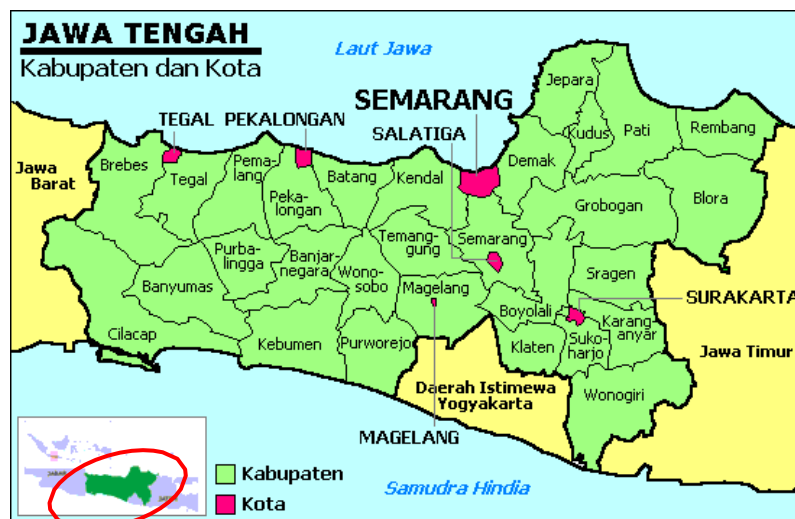 JAWA TENGAH
Kabupaten dan Kota
Laut Jawa
SEMARANG
TEGAL
PEKALONGAN
SALATIGA
Jepara
Kudus
Pati
Rembang
Demak
Jawa
Barat
Brebes
Tegal
Pema-
lang
Peka-
longan
Batang
Kendal
Grobogan
Blora
Temang-
gung
Semarang
Purba-
lingga
Banjar-
negara
Wono-
sobo
Banyumas
Magelang
Sragen
Boyolali
SURAKARTA
Karang-
anyar
Suko-
harjo
Klaten
Cilacap
Kebumen
Purworejo
Jawa Timur
Daerah Istimewa
Yogyakarta
Wonogiri
MAGELANG
Kabupaten
Kota
Samudra Hindia